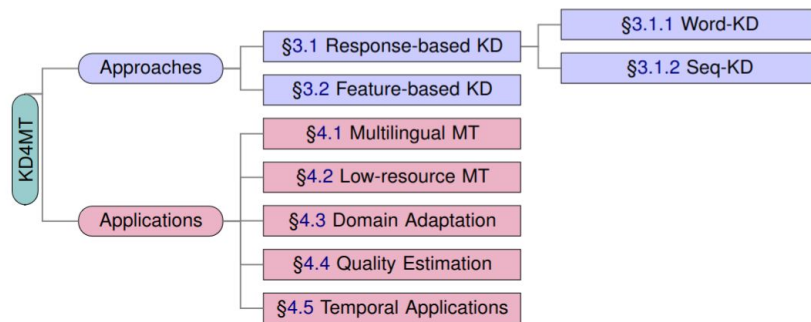 KD4MT
Approaches
§3.1 Response-based KD
§3.1.1 Word-KD
§3.1.2 Seq-KD
§3.2 Feature-based KD
Applications
§4.1 Multilingual MT
§4.2 Low-resource MT
§4.3 Domain Adaptation
§4.4 Quality Estimation
§4.5 Temporal Applications